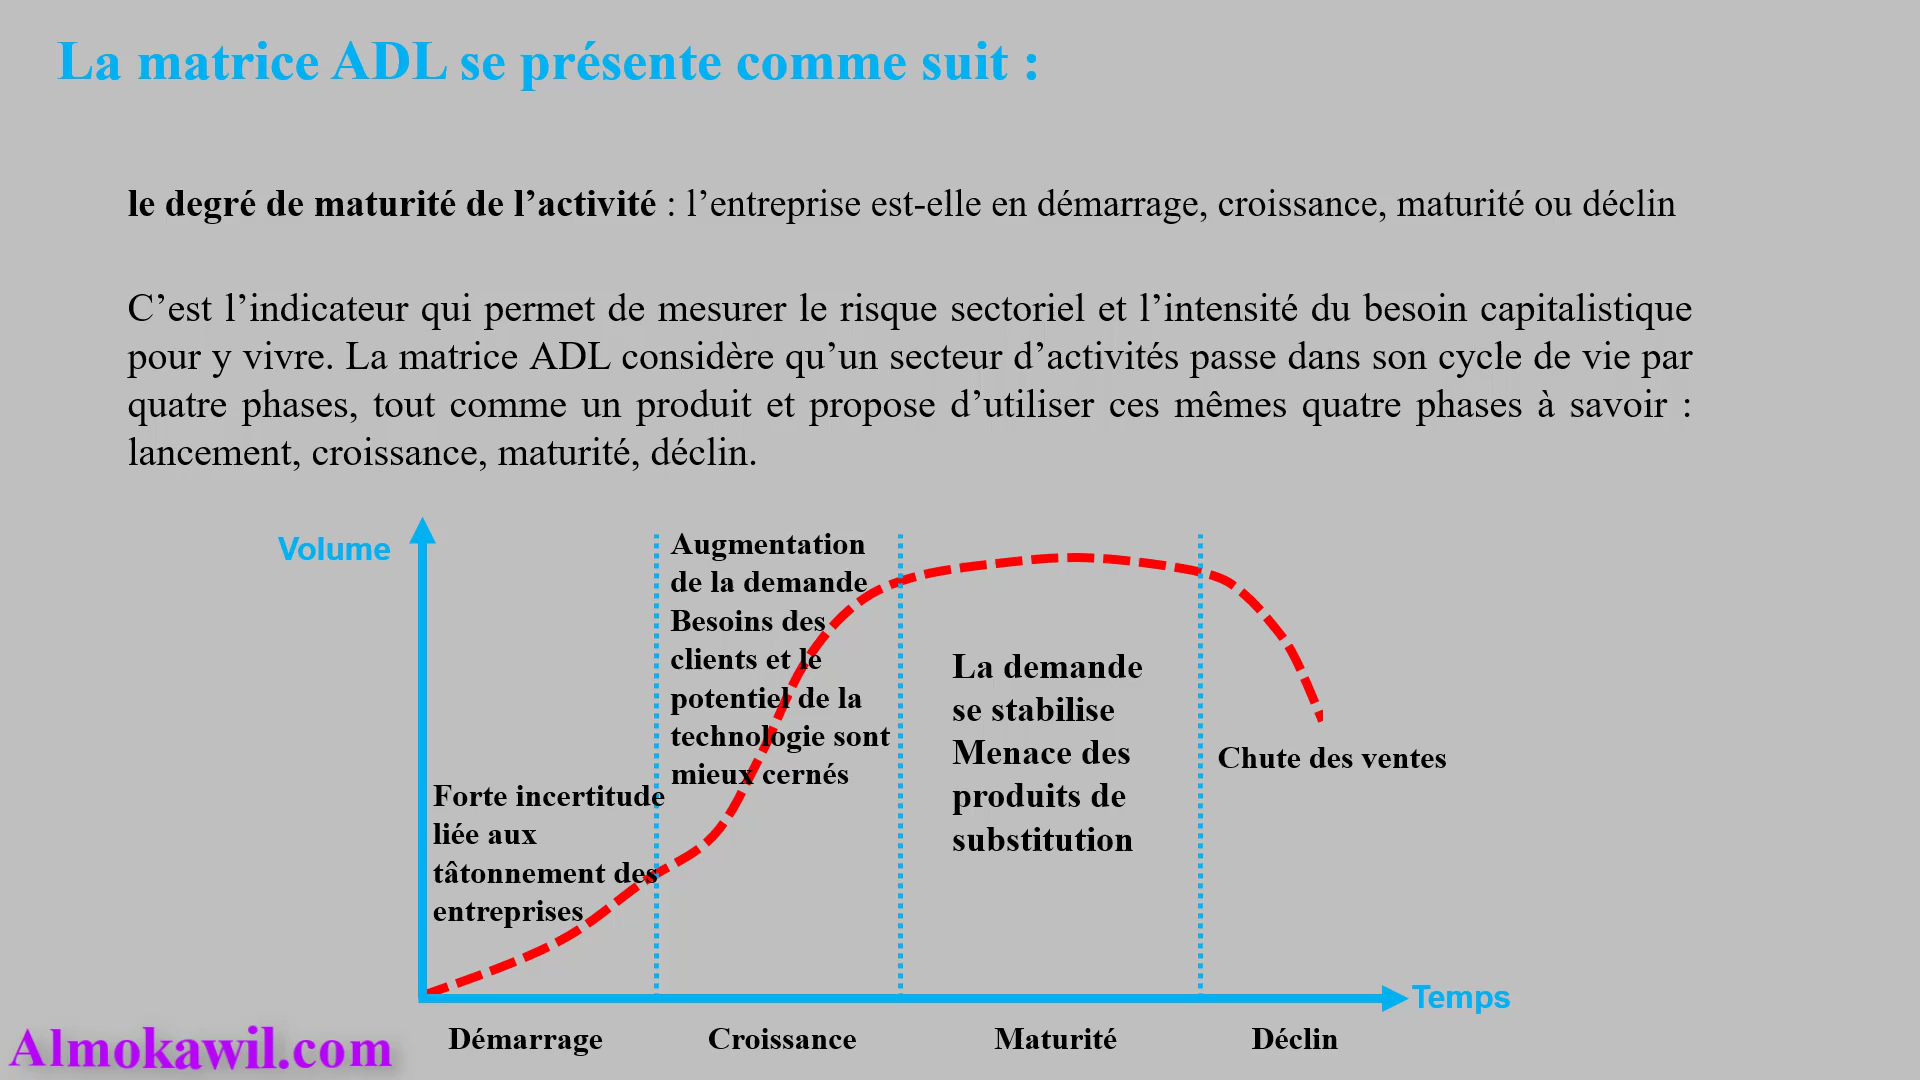 La matrice ADL se présente comme suit :
le degré de maturité de l’activité : l’entreprise est-elle en démarrage, croissance, maturité ou déclin
C’est l’indicateur qui permet de mesurer le risque sectoriel et l’intensité du besoin capitalistique
pour y vivre. La matrice ADL considère qu’un secteur d’activités passe dans son cycle de vie par
quatre phases, tout comme un produit et propose d’utiliser ces mêmes quatre phases à savoir :
lancement, croissance, maturité, déclin.
Volume
Forte incertitude
liée aux
tâtonnement des
entreprises
Augmentation
de la demande
Besoins des
clients et le
potentiel de la
technologie sont
mieux cernés
La demande
se stabilise
Menace des
produits de
substitution
Chute des ventes
Temps
Démarrage
Croissance
Maturité
Déclin
Almokawil.com